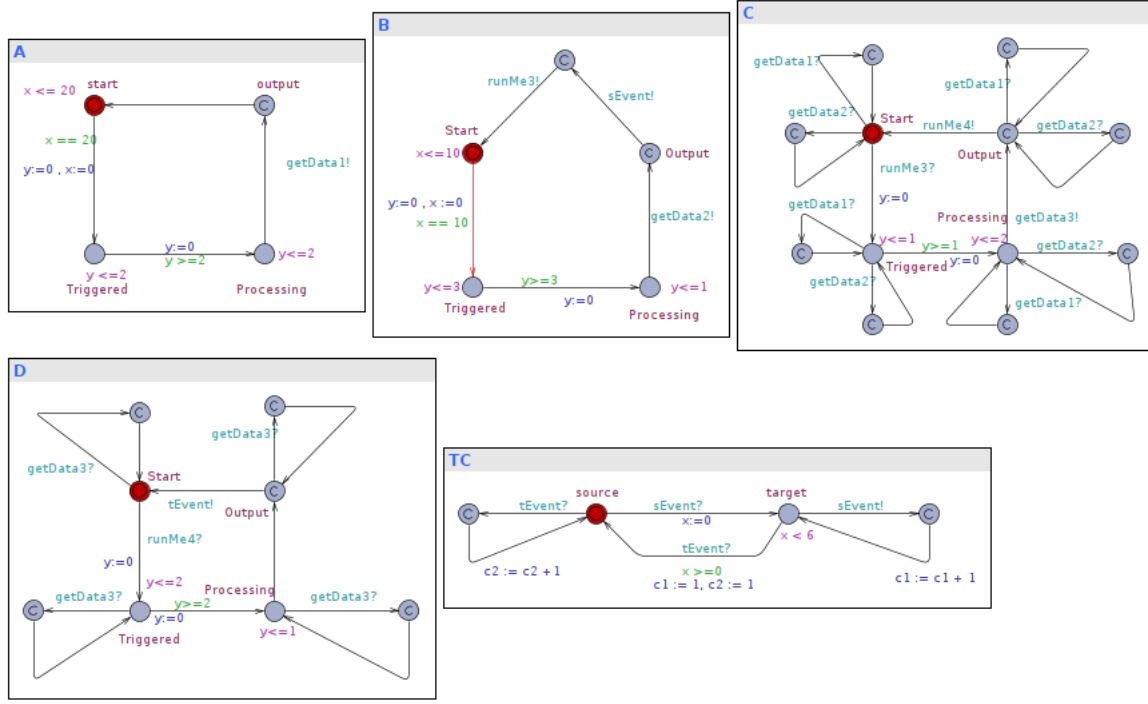 A
start
output
x <= 20
x == 20
y:=0 , x:=0
getData1!
y:=0
y >=2
y<=2
y <=2
Triggered
Processing
B
C
runMe3!
sEvent!
Start
x<=10
C
Output
y:=0 , x :=0
x == 10
getData2!
y<=3
y>=3
y<=1
Triggered
y:=0
Processing
C
C
C
getData1?
getData1?
getData2?
Start
runMe4!
getData2?
C
C
C
Output
runMe3?
y:=0
getData1?
Processing
getData3!
y<=1
y>=1
y<=2
getData2?
C
Triggered
y:=0
C
getData2?
getData1?
C
C
D
C
C
getData3?
getData3?
Start
tEvent!
C
Output
runMe4?
y:=0
y<=2
Processing
getData3?
y>=2
getData3?
C
y:=0
C
Triggered
y<=1
TC
source
target
tEvent?
sEvent?
sEvent!
C
C
x:=0
x < 6
tEvent?
c2 := c2 + 1
x >=0
c1 := c1 + 1
c1 := 1, c2 := 1